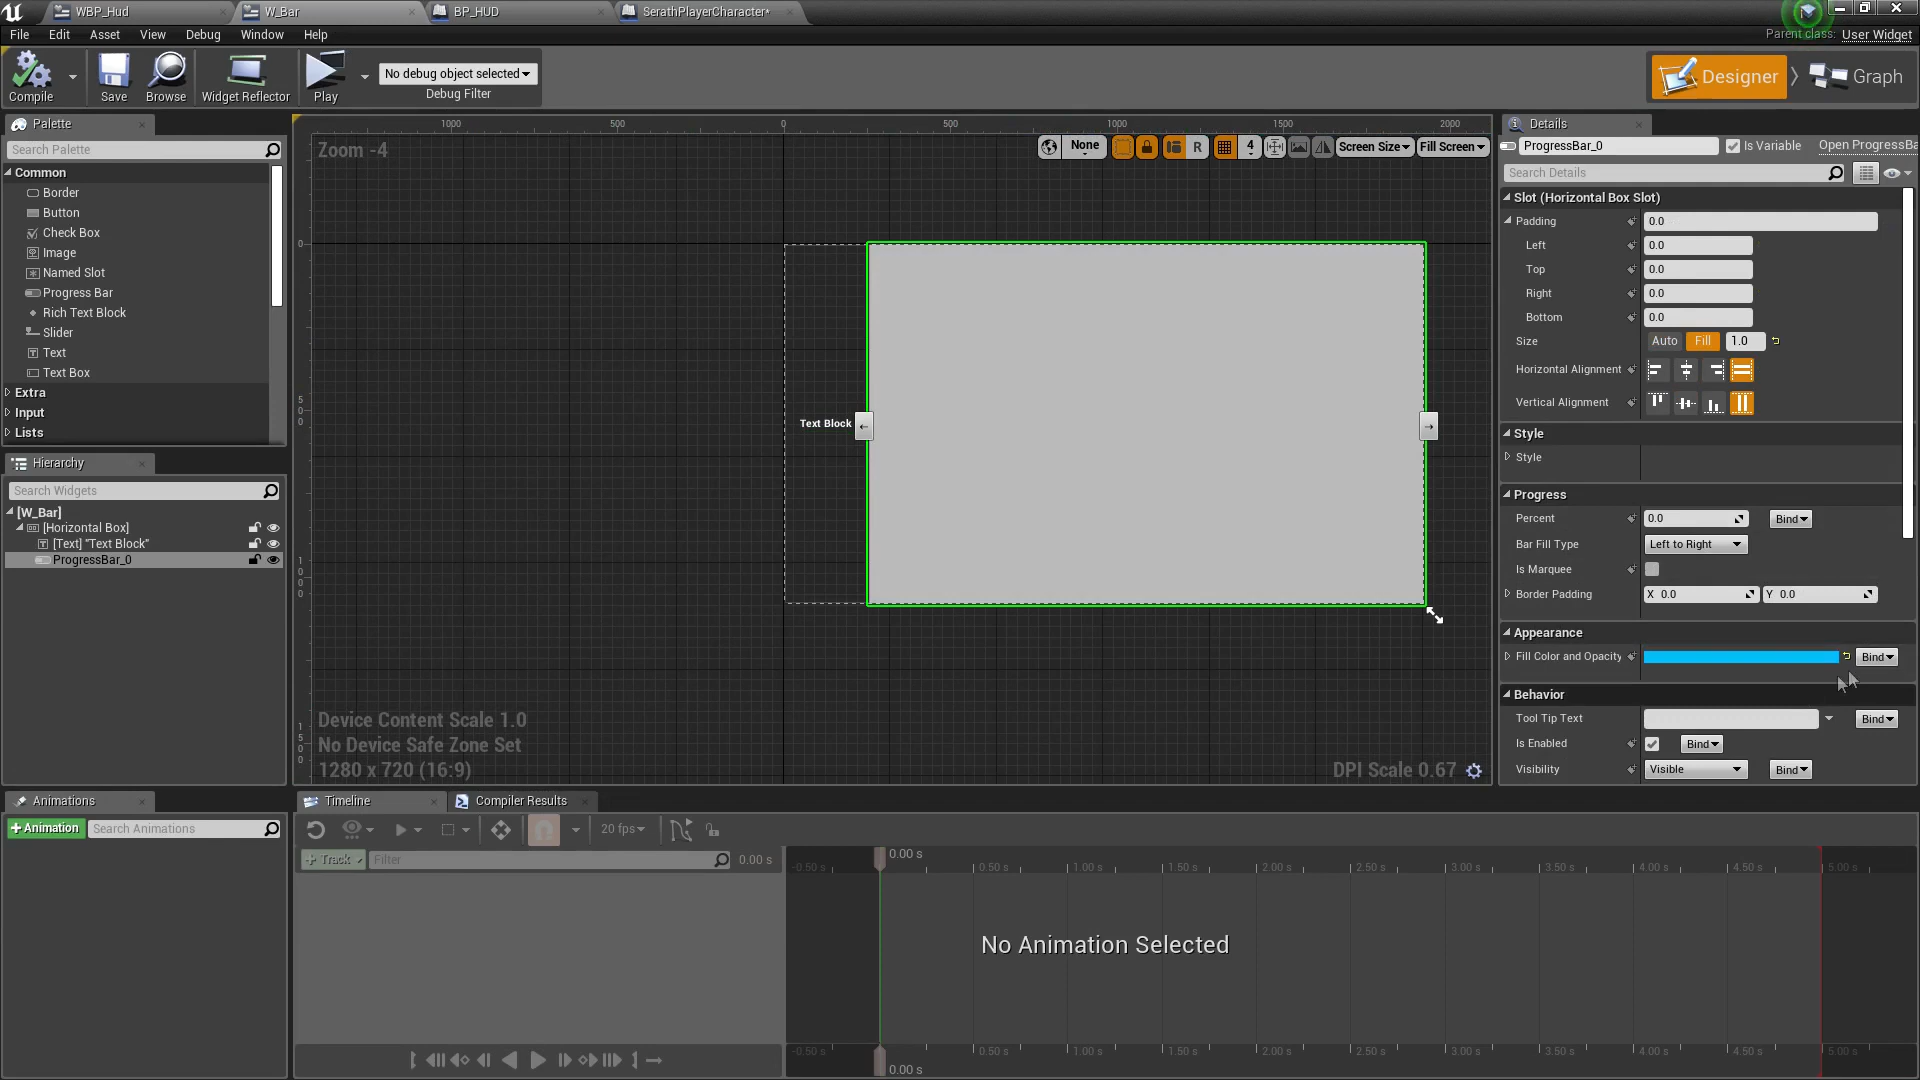 WBP_Hud
W_Bar
BP_HUD
SerathPlayerCharacter*
File Edit Asset View Debug Window Help
Parent class: User Widget
Compile
Save
Browse
Widget Reflector
Play
No debug object selected
Debug Filter
Designer
Graph
Palette
Search Palette
Common
Border
Button
Check Box
Image
Named Slot
Progress Bar
Rich Text Block
Slider
Text
Text Box
Extra
Input
Lists
Hierarchy
Search Widgets
[W_Bar]
[Horizontal Box]
[Text] "Text Block"
ProgressBar_0
1000 500 0 500 1000 1500 2000
Zoom -4
None
R
4
Screen Size
Fill Screen
0
500
1000
1500
Text Block
Device Content Scale 1.0
No Device Safe Zone Set
1280 x 720 (16:9)
DPI Scale 0.67
Details
ProgressBar_0
Is Variable
Open ProgressBa
Search Details
Slot (Horizontal Box Slot)
Padding 0.0
Left 0.0
Top 0.0
Right 0.0
Bottom 0.0
Size Auto Fill 1.0
Horizontal Alignment
Vertical Alignment
Style
Style
Progress
Percent 0.0 Bind
Bar Fill Type Left to Right
Is Marquee
Border Padding X 0.0 Y 0.0
Appearance
Fill Color and Opacity Bind
Behavior
Tool Tip Text Bind
Is Enabled Bind
Visibility Visible Bind
Animations
+Animation
Search Animations
Timeline
Compiler Results
20 fps
+ Track
Filter
0.00 s
0.00 s
-0.50 s 0.50 s 1.00 s 1.50 s 2.00 s 2.50 s 3.00 s 3.50 s 4.00 s 4.50 s 5.00 s
No Animation Selected
-0.50 s 0.50 s 1.00 s 1.50 s 2.00 s 2.50 s 3.00 s 3.50 s 4.00 s 4.50 s 5.00 s
0.00 s